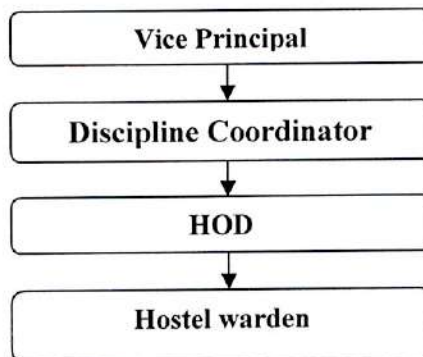 Vice Principal
Discipline Coordinator
HOD
Hostel warden